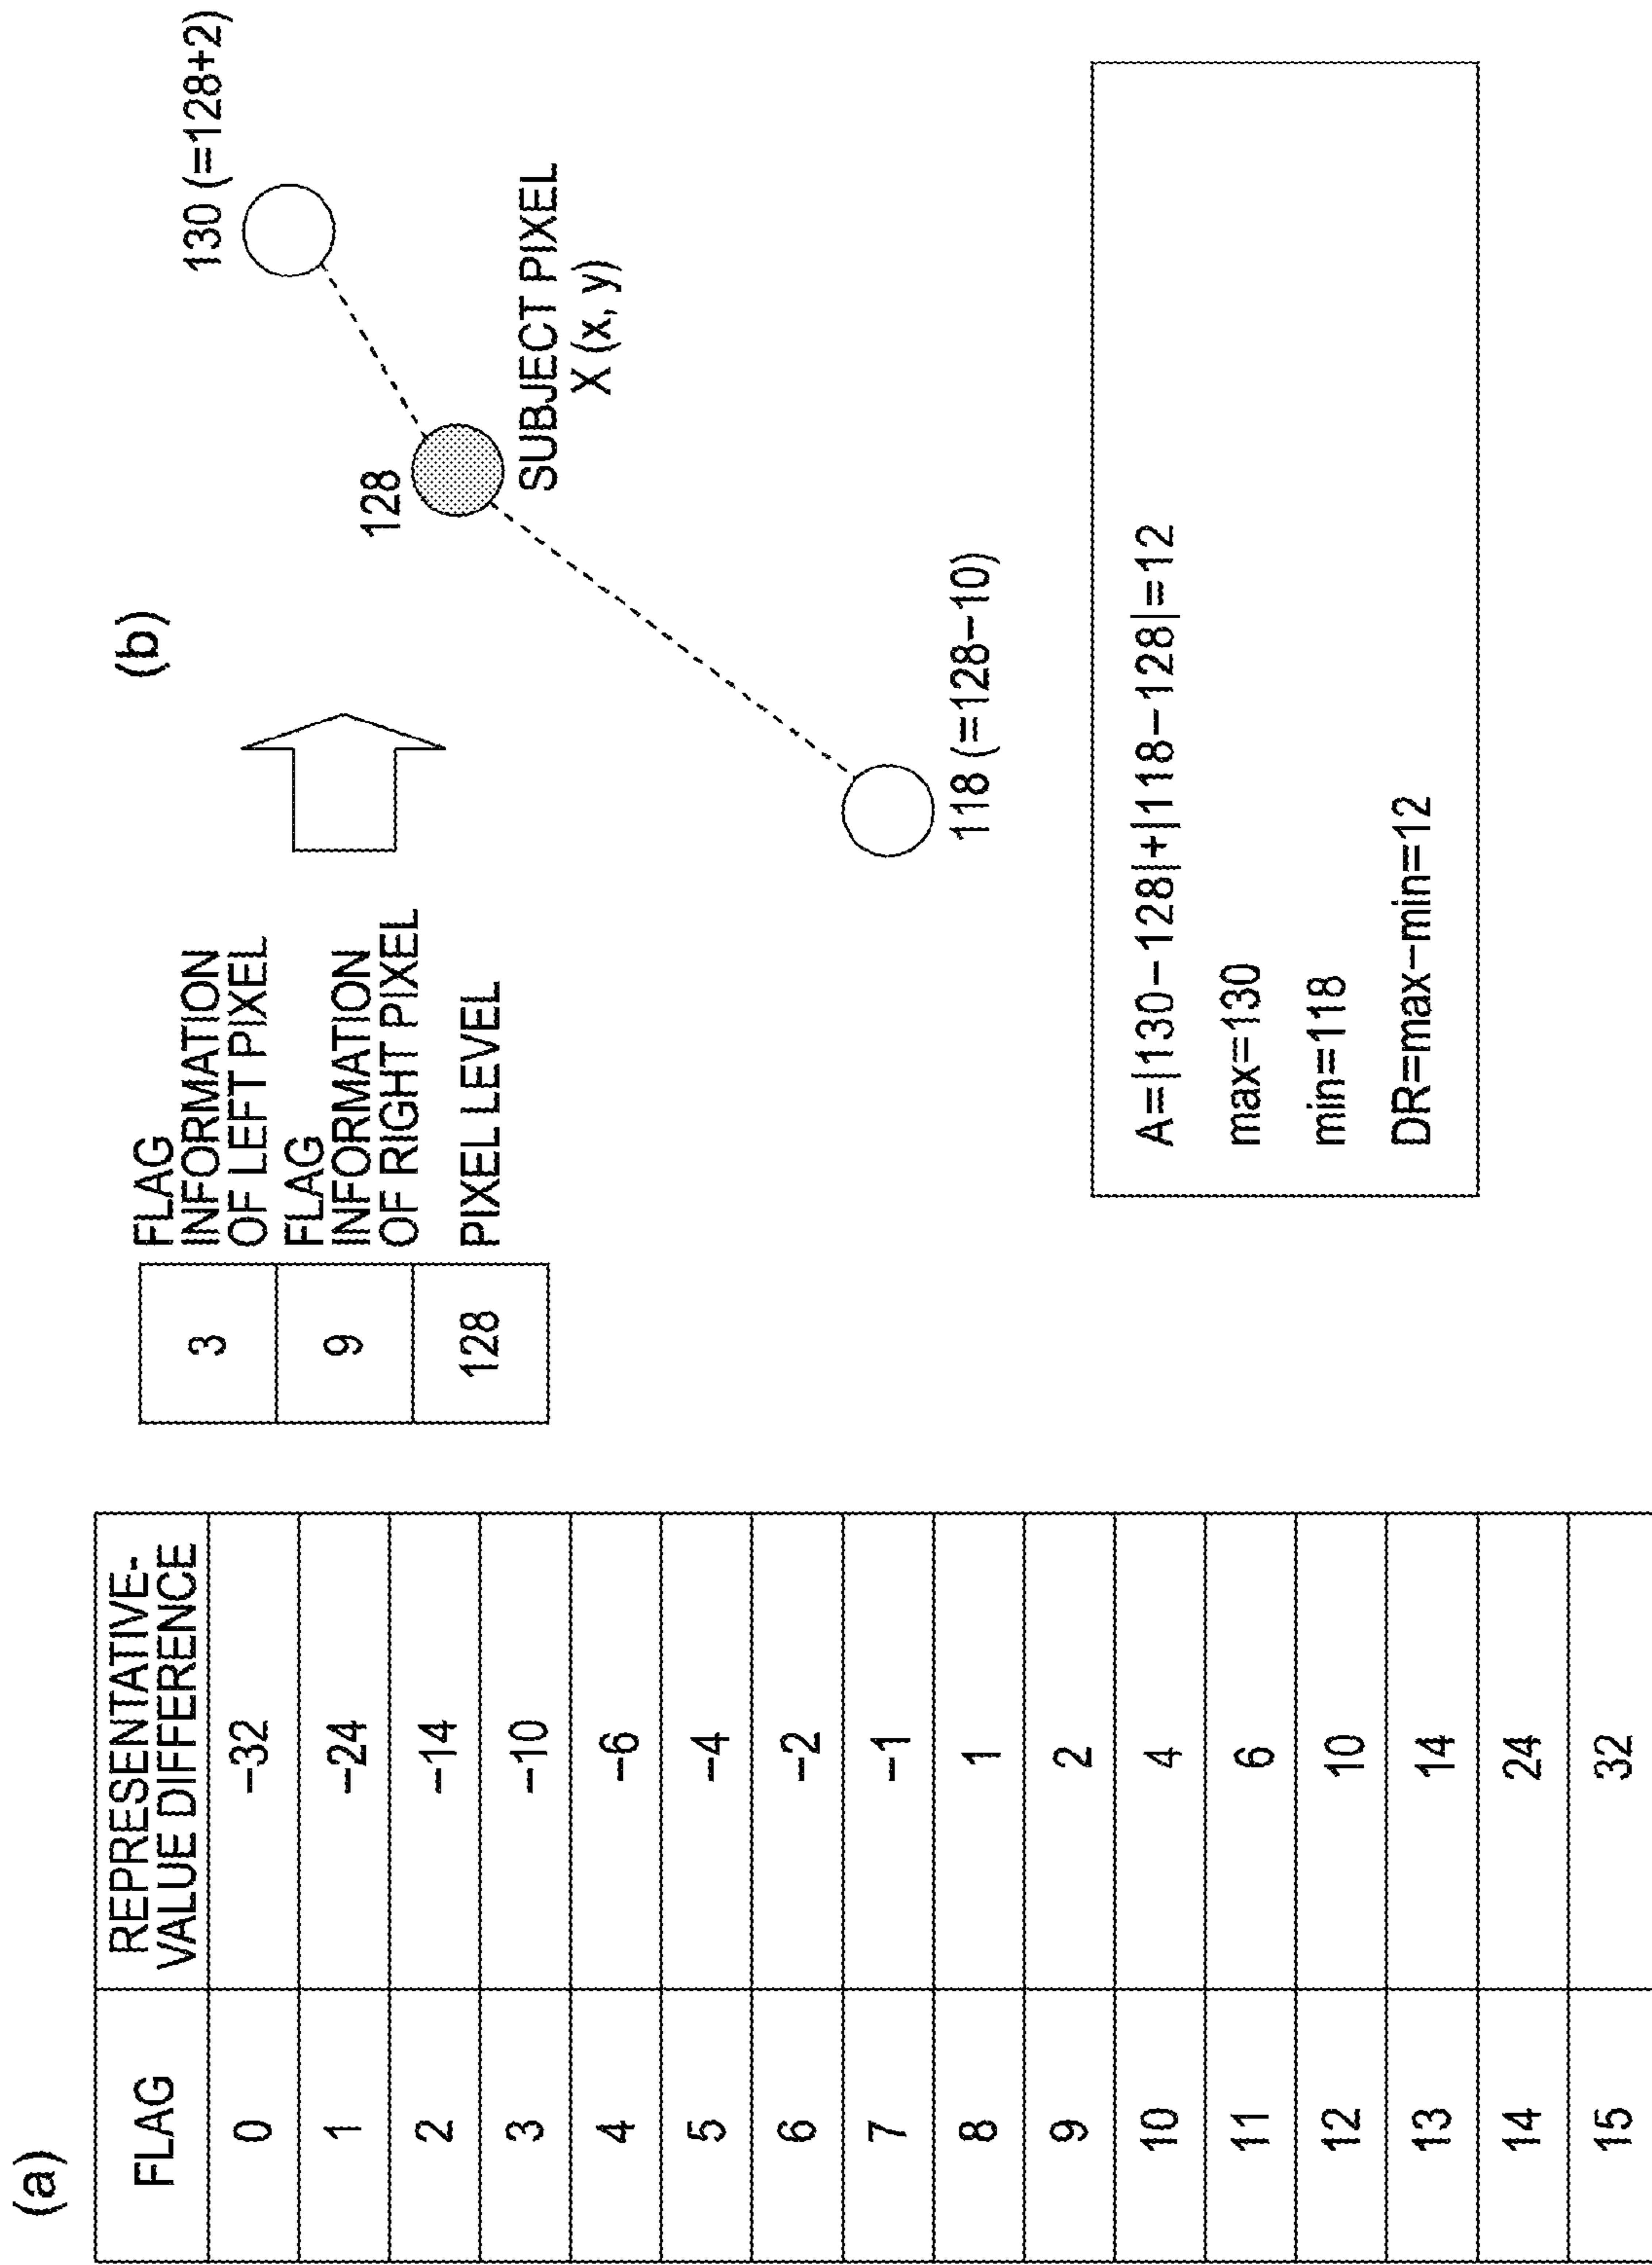 (a)
FLAG REPRESENTATIVE-
VALUE DIFFERENCE
0 −32
1 −24
2 −14
3 −10
4 −6
5 −4
6 −2
7 −1
8 1
9 2
10 4
11 6
12 10
13 14
14 24
15 32
3 FLAG
INFORMATION
OF LEFT PIXEL
9 FLAG
INFORMATION
OF RIGHT PIXEL
128 PIXEL LEVEL
(b)
130 (=128+2)
128
SUBJECT PIXEL
X (x, y)
118 (=128−10)
A=|130−128|+|118−128|=12
max=130
min=118
DR=max−min=12